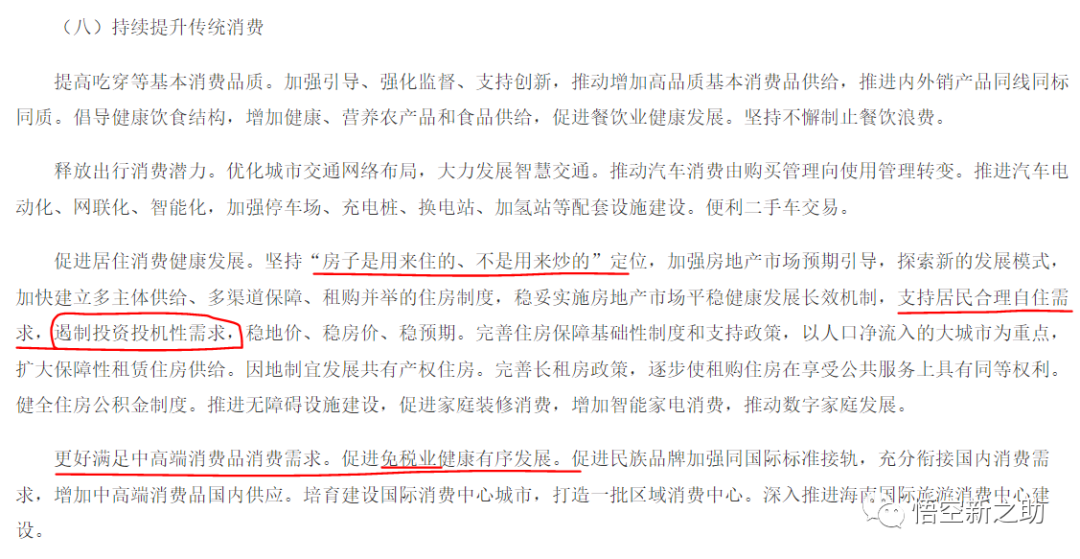 （八）持续提升传统消费
提高吃穿等基本消费品质。加强引导、强化监督、支持创新，推动增加高品质基本消费品供给，推进内外销产品同线同标
同质。倡导健康饮食结构，增加健康、营养农产品和食品供给，促进餐饮业健康发展。坚持不懈制止餐饮浪费。
释放出行消费潜力。优化城市交通网络布局，大力发展智慧交通。推动汽车消费由购买管理向使用管理转变。推进汽车电
动化、网联化、智能化，加强停车场、充电桩、换电站、加氢站等配套设施建设。便利二手车交易。
促进居住消费健康发展。坚持“房子是用来住的、不是用来炒的”定位，加强房地产市场预期引导，探索新的发展模式，
加快建立多主体供给、多渠道保障、租购并举的住房制度，稳妥实施房地产市场平稳健康发展长效机制，支持居民合理自住需
求，遏制投资投机性需求，稳地价、稳房价、稳预期。完善住房保障基础性制度和支持政策，以人口净流入的大城市为重点，
扩大保障性租赁住房供给。因地制宜发展共有产权住房。完善长租房政策，逐步使租购住房在享受公共服务上具有同等权利。
健全住房公积金制度。推进无障碍设施建设，促进家庭装修消费，增加智能家电消费，推动数字家庭发展。
更好满足中高端消费品消费需求。促进免税业健康有序发展。促进民族品牌加强同国际标准接轨，充分衔接国内消费需
求，增加中高端消费品国内供应。培育建设国际消费中心城市，打造一批区域消费中心。深入推进海南国际旅游消费中心建
设。
悟空新之助